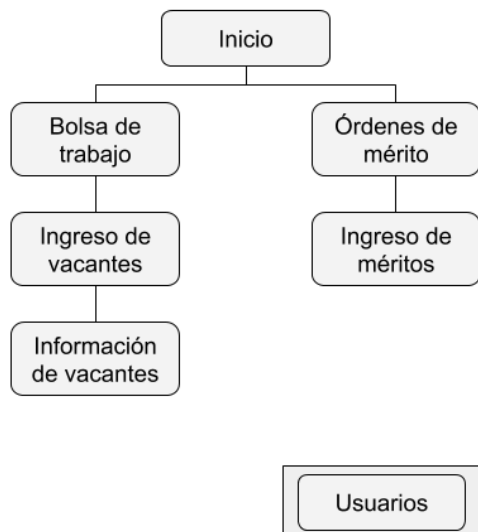 Inicio
Bolsa de
trabajo
Órdenes de
mérito
Ingreso de
vacantes
Ingreso de
méritos
Información
de vacantes
Usuarios